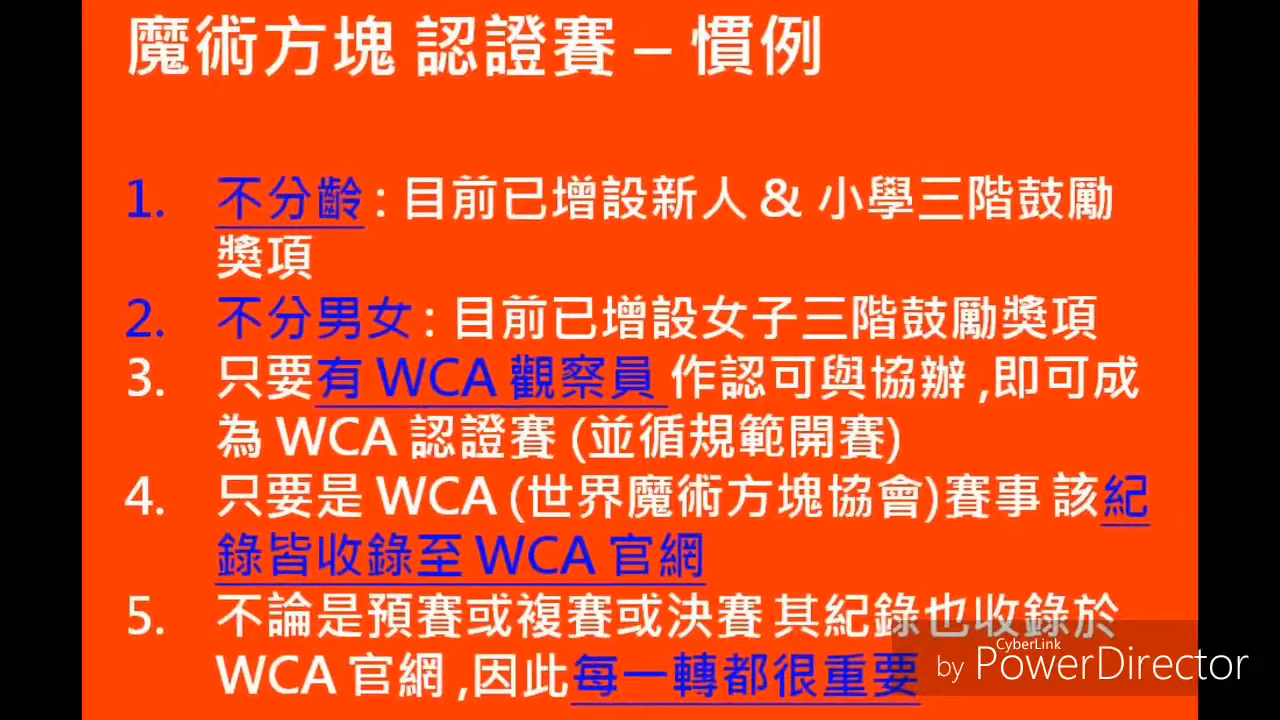 魔術方塊 認證賽 – 慣例
1. 不分齡 : 目前已增設新人 & 小學三階鼓勵
獎項
2. 不分男女 : 目前已增設女子三階鼓勵獎項
3. 只要有 WCA 觀察員 作認可與協辦 ,即可成
為 WCA 認證賽 (並循規範開賽)
4. 只要是 WCA (世界魔術方塊協會)賽事 該紀
錄皆收錄至 WCA 官網
5. 不論是預賽或複賽或決賽 其紀錄也收錄於
WCA 官網 ,因此每一轉都很重要
CyberLink
by PowerDirector